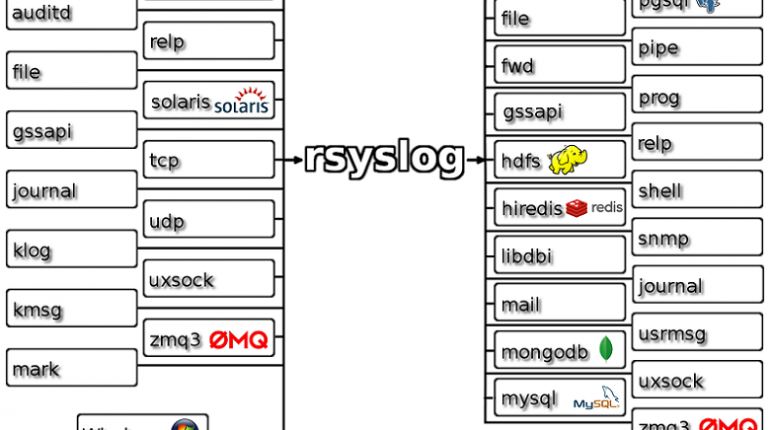 auditd
file
gssapi
journal
klog
kmsg
mark
relp
solaris solaris
tcp
udp
uxsock
zmq3 ØMQ
rsyslog
file
fwd
gssapi
hdfs
hiredis redis
libdbi
mail
mongodb
mysql MySQL
pgsql
pipe
prog
relp
shell
snmp
journal
usrmsg
uxsock
zmq3 ØMQ